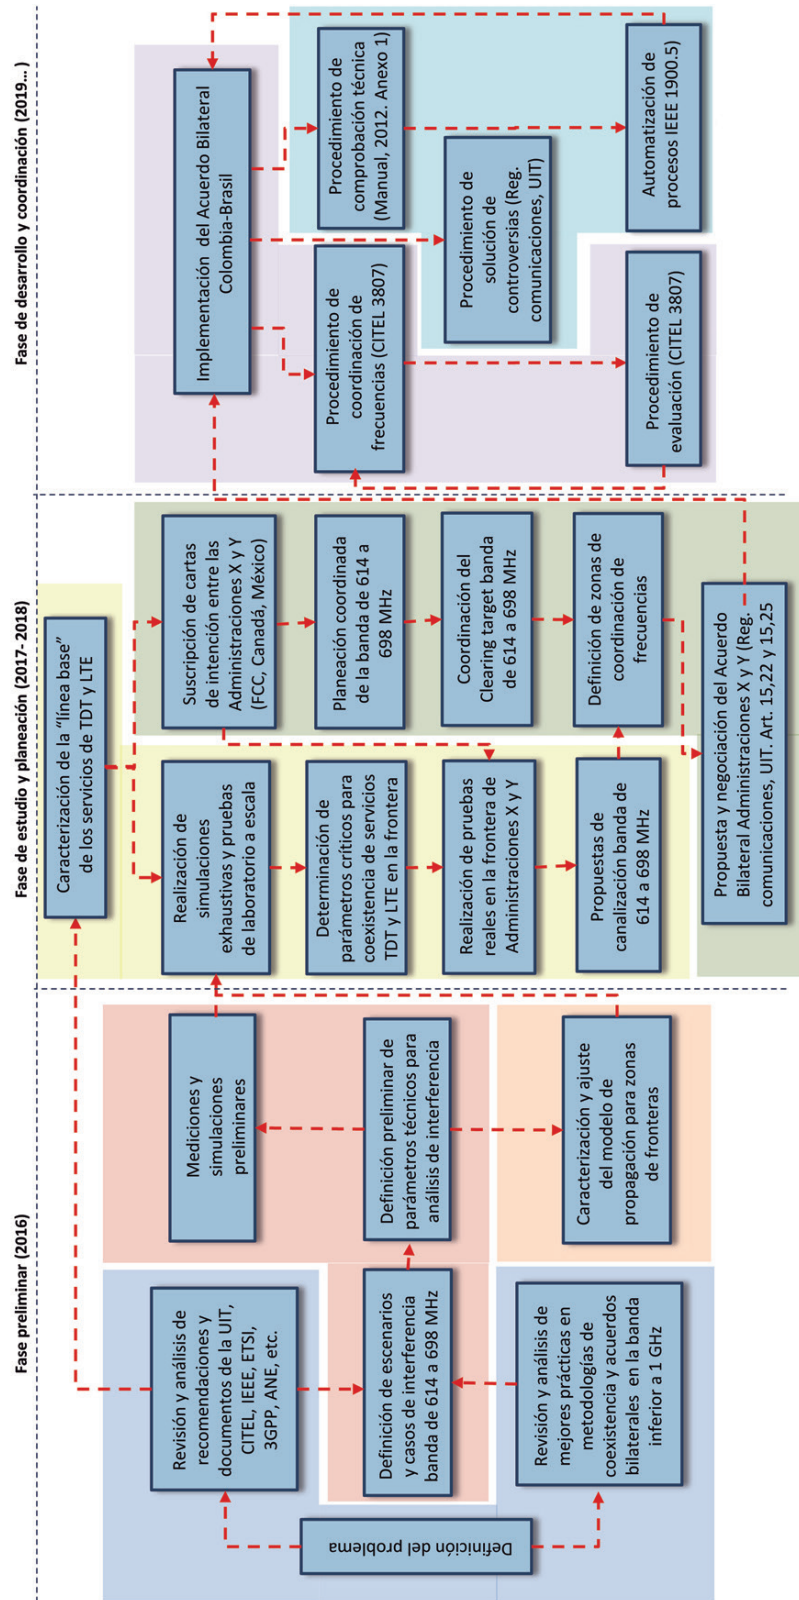 Fase preliminar (2016)
Fase de estudio y planeación (2017- 2018)
Fase de desarrollo y coordinación (2019... )
Definición del problema
Revisión y análisis de
recomendaciones y
documentos de la UIT,
CITEL, IEEE, ETSI,
3GPP, ANE, etc.
Definición de escenarios
y casos de interferencia
banda de 614 a 698 MHz
Revisión y análisis de
mejores prácticas en
metodologías de
coexistencia y acuerdos
bilaterales en la banda
inferior a 1 GHz
Mediciones y
simulaciones
preliminares
Definición preliminar de
parámetros técnicos para
análisis de interferencia
Caracterización y ajuste
del modelo de
propagación para zonas
de fronteras
Caracterización de la "línea base"
de los servicios de TDT y LTE
Realización de
simulaciones
exhaustivas y pruebas
de laboratorio a escala
Determinación de
parámetros críticos para
coexistencia de servicios
TDT y LTE en la frontera
Realización de pruebas
reales en la frontera de
Administraciones X y Y
Propuestas de
canalización banda de
614 a 698 MHz
Suscripción de cartas
de intención entre las
Administraciones X y Y
(FCC, Canadá, México)
Planeación coordinada
de la banda de 614 a
698 MHz
Coordinación del
Clearing target banda
de 614 a 698 MHz
Definición de zonas de
coordinación de
frecuencias
Propuesta y negociación del Acuerdo
Bilateral Administraciones X y Y (Reg.
comunicaciones, UIT. Art. 15,22 y 15,25
Implementación del Acuerdo Bilateral
Colombia-Brasil
Procedimiento de
coordinación de
frecuencias (CITEL 3807)
Procedimiento de
comprobación técnica
(Manual, 2012. Anexo 1)
Procedimiento de
solución de
controversias (Reg.
comunicaciones, UIT)
Procedimiento de
evaluación (CITEL 3807)
Automatización de
procesos IEEE 1900.5)